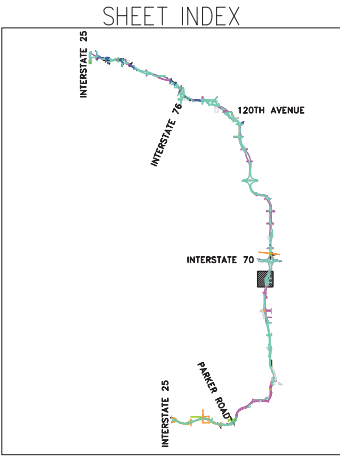 SHEET INDEX
INTERSTATE 25
INTERSTATE 76
120TH AVENUE
INTERSTATE 70
PARKER ROAD
INTERSTATE 25